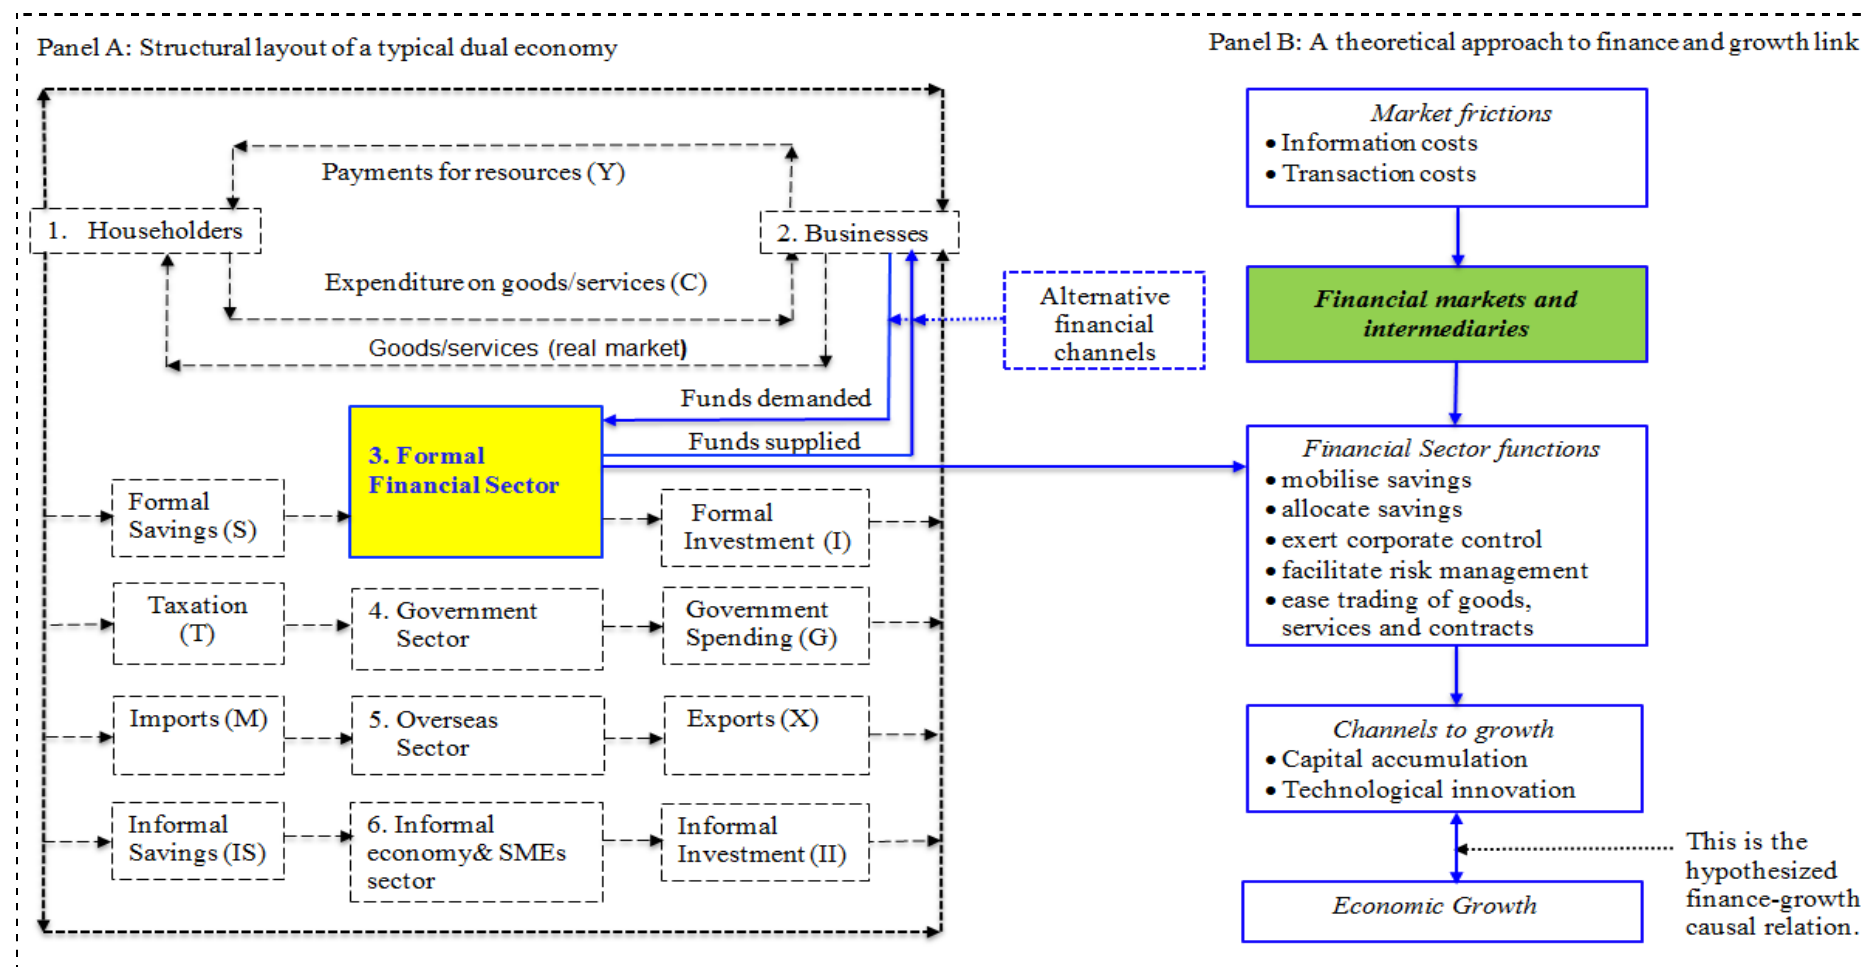 Panel A: Structural layout of a typical dual economy
Panel B: A theoretical approach to finance and growth link
Payments for resources (Y)
1. Householders
2. Businesses
Expenditure on goods/services (C)
Goods/services (real market)
Alternative
financial
channels
Funds demanded
Funds supplied
3. Formal
Financial Sector
Formal
Savings (S)
Formal
Investment (I)
Taxation
(T)
4. Government
Sector
Government
Spending (G)
Imports (M)
5. Overseas
Sector
Exports (X)
Informal
Savings (IS)
6. Informal
economy& SMEs
sector
Informal
Investment (II)
Market frictions
• Information costs
• Transaction costs
Financial markets and
intermediaries
Financial Sector functions
• mobilise savings
• allocate savings
• exert corporate control
• facilitate risk management
• ease trading of goods,
services and contracts
Channels to growth
• Capital accumulation
• Technological innovation
This is the
hypothesized
finance-growth
causal relation.
Economic Growth